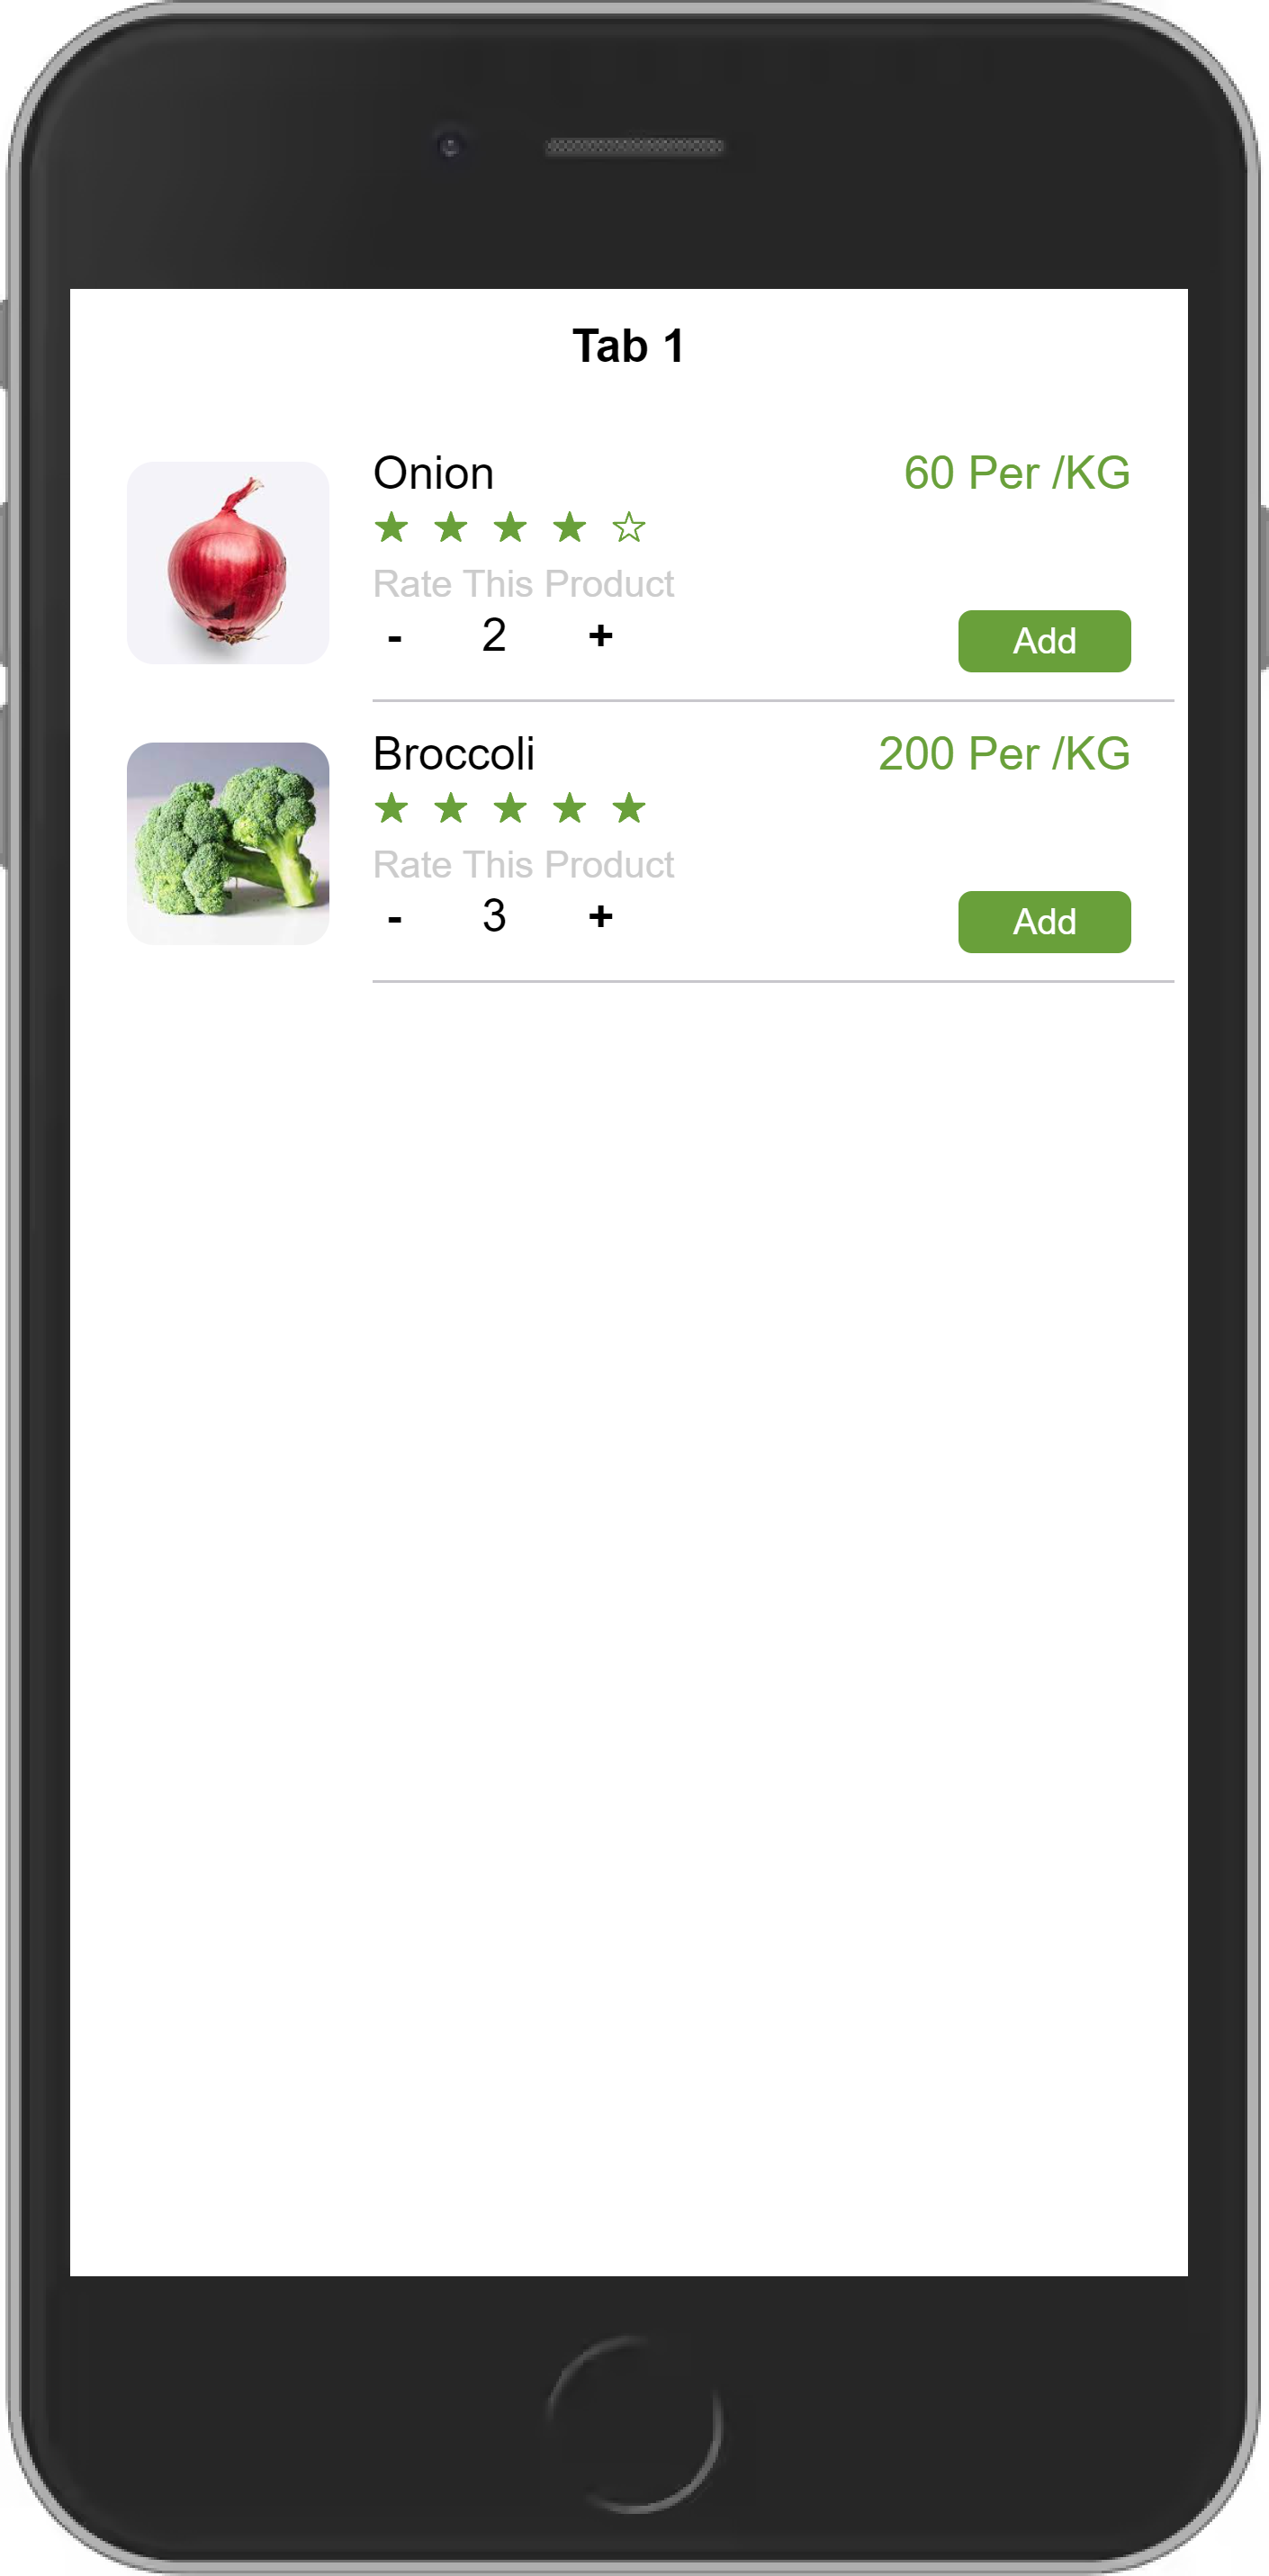 Tab 1
Onion 60 Per /KG
★ ★ ★ ★ ☆
Rate This Product
- 2 + Add
Broccoli 200 Per /KG
★ ★ ★ ★ ★
Rate This Product
- 3 + Add